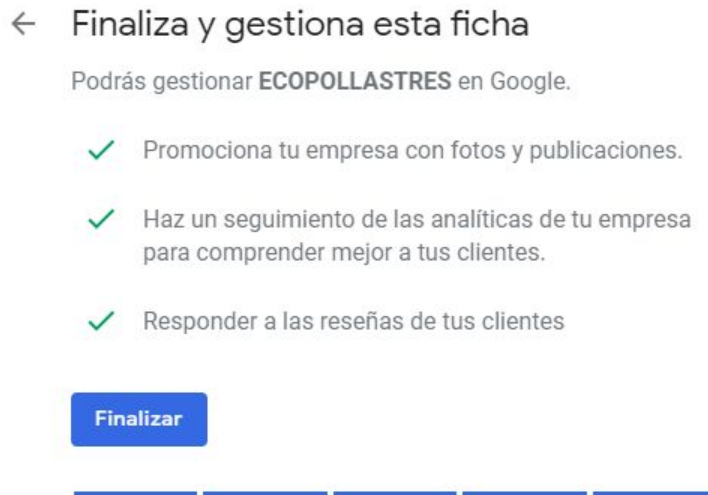 Finaliza y gestiona esta ficha
Podrás gestionar ECOPOLLASTRES en Google.
Promociona tu empresa con fotos y publicaciones.
Haz un seguimiento de las analíticas de tu empresa
para comprender mejor a tus clientes.
Responder a las reseñas de tus clientes
Finalizar